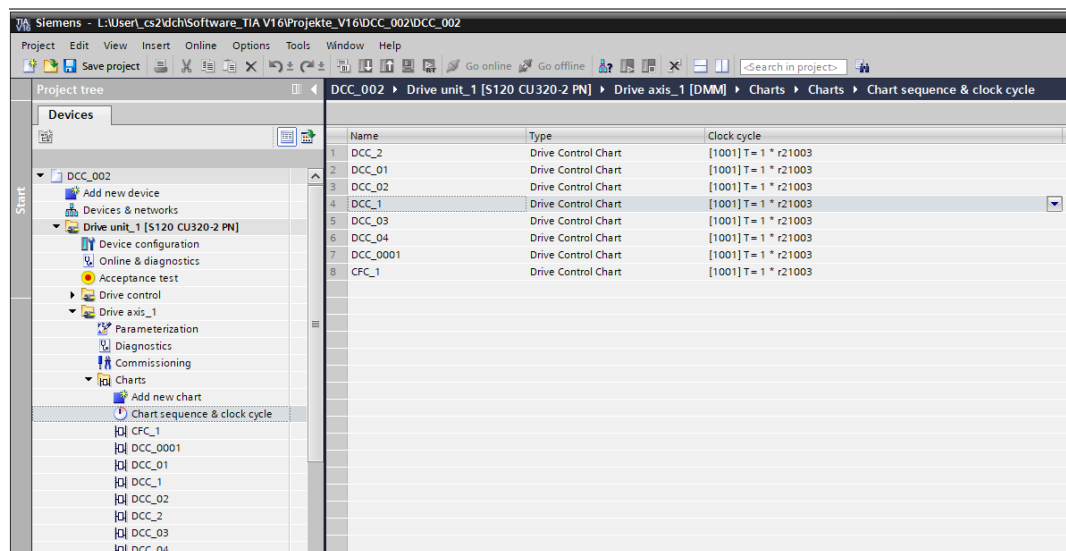 TIA V16 Siemens - L:\User\_cs2\dch\Software_TIA V16\Projekte_V16\DCC_002\DCC_002
Project Edit View Insert Online Options Tools Window Help
Save project Go online Go offline <Search in project>
Project tree
DCC_002 Drive unit_1 [S120 CU320-2 PN] Drive axis_1 [DMM] Charts Charts Chart sequence & clock cycle
Devices
Name Type Clock cycle
1 DCC_2 Drive Control Chart [1001] T = 1 * r21003
2 DCC_01 Drive Control Chart [1001] T = 1 * r21003
3 DCC_02 Drive Control Chart [1001] T = 1 * r21003
4 DCC_1 Drive Control Chart [1001] T = 1 * r21003
5 DCC_03 Drive Control Chart [1001] T = 1 * r21003
6 DCC_04 Drive Control Chart [1001] T = 1 * r21003
7 DCC_0001 Drive Control Chart [1001] T = 1 * r21003
8 CFC_1 Drive Control Chart [1001] T = 1 * r21003
Start
DCC_002
Add new device
Devices & networks
Drive unit_1 [S120 CU320-2 PN]
Device configuration
Online & diagnostics
Acceptance test
Drive control
Drive axis_1
Parameterization
Diagnostics
Commissioning
Charts
Add new chart
Chart sequence & clock cycle
CFC_1
DCC_0001
DCC_01
DCC_1
DCC_02
DCC_2
DCC_03
DCC_04